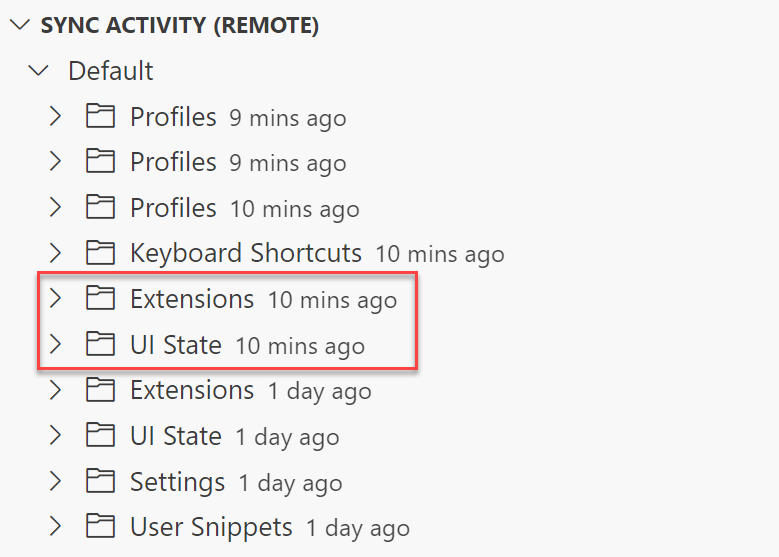 SYNC ACTIVITY (REMOTE)
Default
Profiles 9 mins ago
Profiles 9 mins ago
Profiles 10 mins ago
Keyboard Shortcuts 10 mins ago
Extensions 10 mins ago
UI State 10 mins ago
Extensions 1 day ago
UI State 1 day ago
Settings 1 day ago
User Snippets 1 day ago